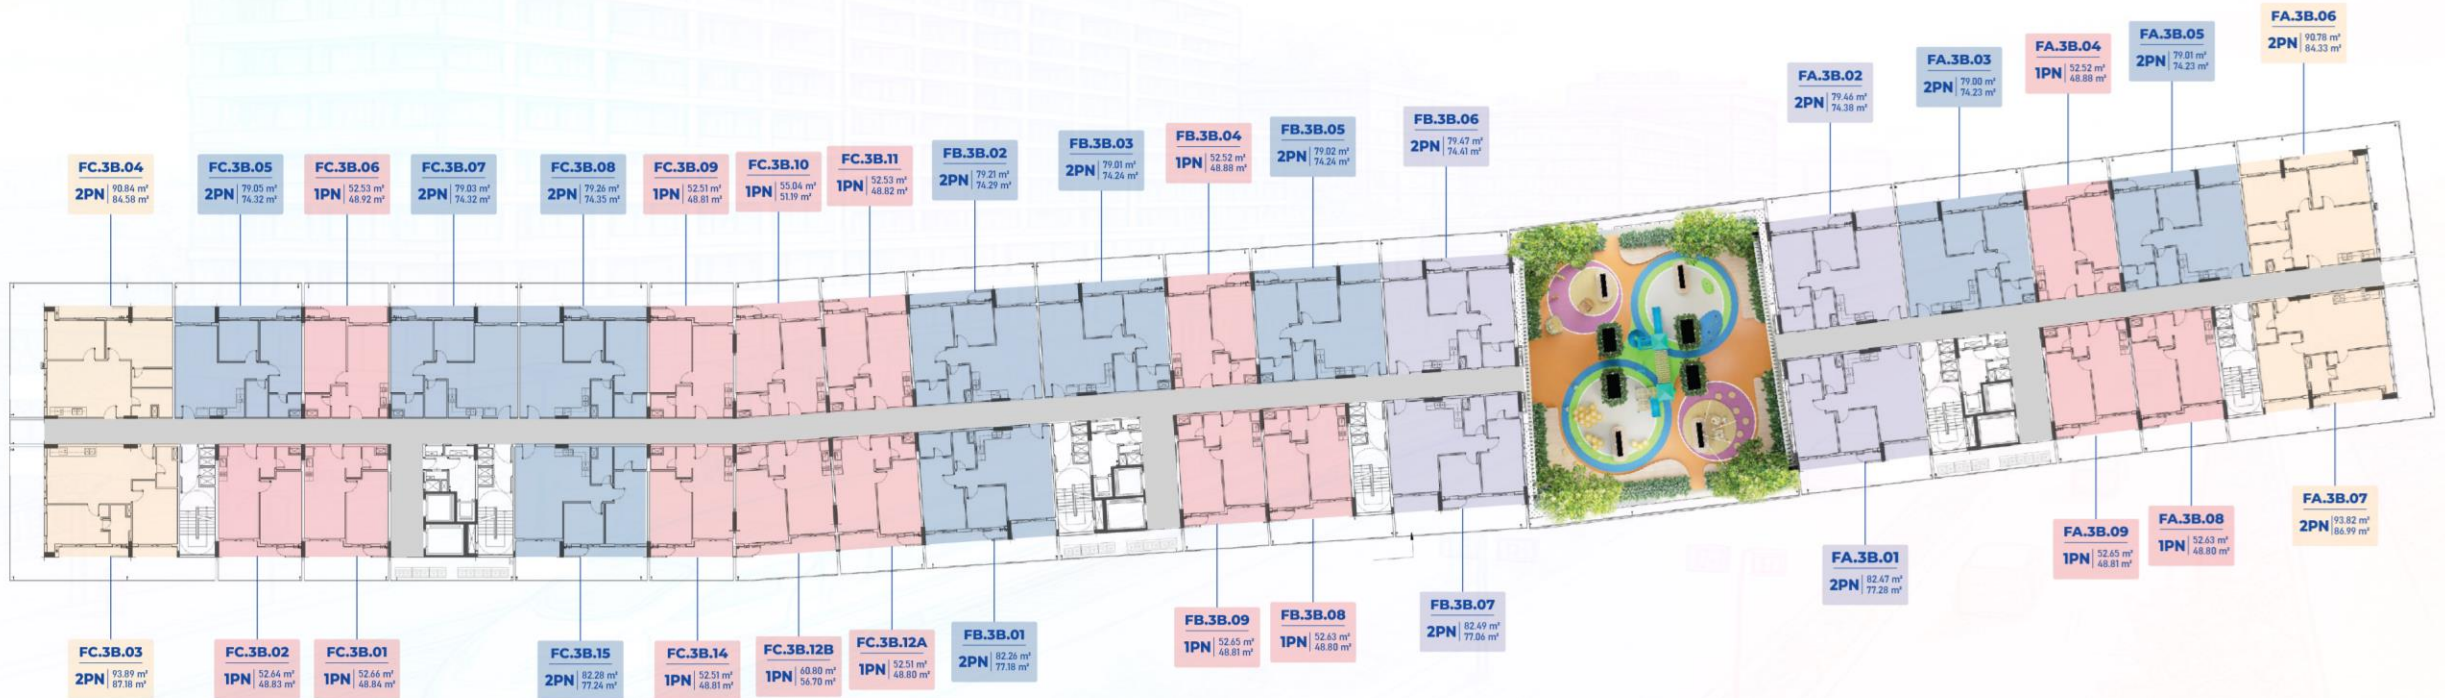 FC.3B.04
2PN 90.84 m²
84.58 m²
FC.3B.05
2PN 79.05 m²
74.32 m²
FC.3B.06
1PN 52.53 m²
48.92 m²
FC.3B.07
2PN 79.03 m²
74.32 m²
FC.3B.08
2PN 79.26 m²
74.35 m²
FC.3B.09
1PN 52.51 m²
48.81 m²
FC.3B.10
1PN 55.04 m²
51.19 m²
FC.3B.11
1PN 52.53 m²
48.82 m²
FB.3B.02
2PN 79.21 m²
74.29 m²
FB.3B.03
2PN 79.01 m²
74.24 m²
FB.3B.04
1PN 52.52 m²
48.88 m²
FB.3B.05
2PN 79.02 m²
74.24 m²
FB.3B.06
2PN 79.47 m²
74.41 m²
FA.3B.02
2PN 79.46 m²
74.38 m²
FA.3B.03
2PN 79.00 m²
74.23 m²
FA.3B.04
1PN 52.52 m²
48.88 m²
FA.3B.05
2PN 79.01 m²
74.23 m²
FA.3B.06
2PN 90.78 m²
84.33 m²
FC.3B.03
2PN 93.89 m²
87.18 m²
FC.3B.02
1PN 52.64 m²
48.83 m²
FC.3B.01
1PN 52.66 m²
48.84 m²
FC.3B.15
2PN 82.28 m²
77.24 m²
FC.3B.14
1PN 52.51 m²
48.81 m²
FC.3B.12B
1PN 60.80 m²
56.70 m²
FC.3B.12A
1PN 52.51 m²
48.80 m²
FB.3B.01
2PN 82.26 m²
77.18 m²
FB.3B.09
1PN 52.65 m²
48.81 m²
FB.3B.08
1PN 52.63 m²
48.80 m²
FB.3B.07
2PN 82.49 m²
77.06 m²
FA.3B.01
2PN 82.47 m²
77.28 m²
FA.3B.09
1PN 52.65 m²
48.81 m²
FA.3B.08
1PN 52.63 m²
48.80 m²
FA.3B.07
2PN 93.82 m²
86.99 m²